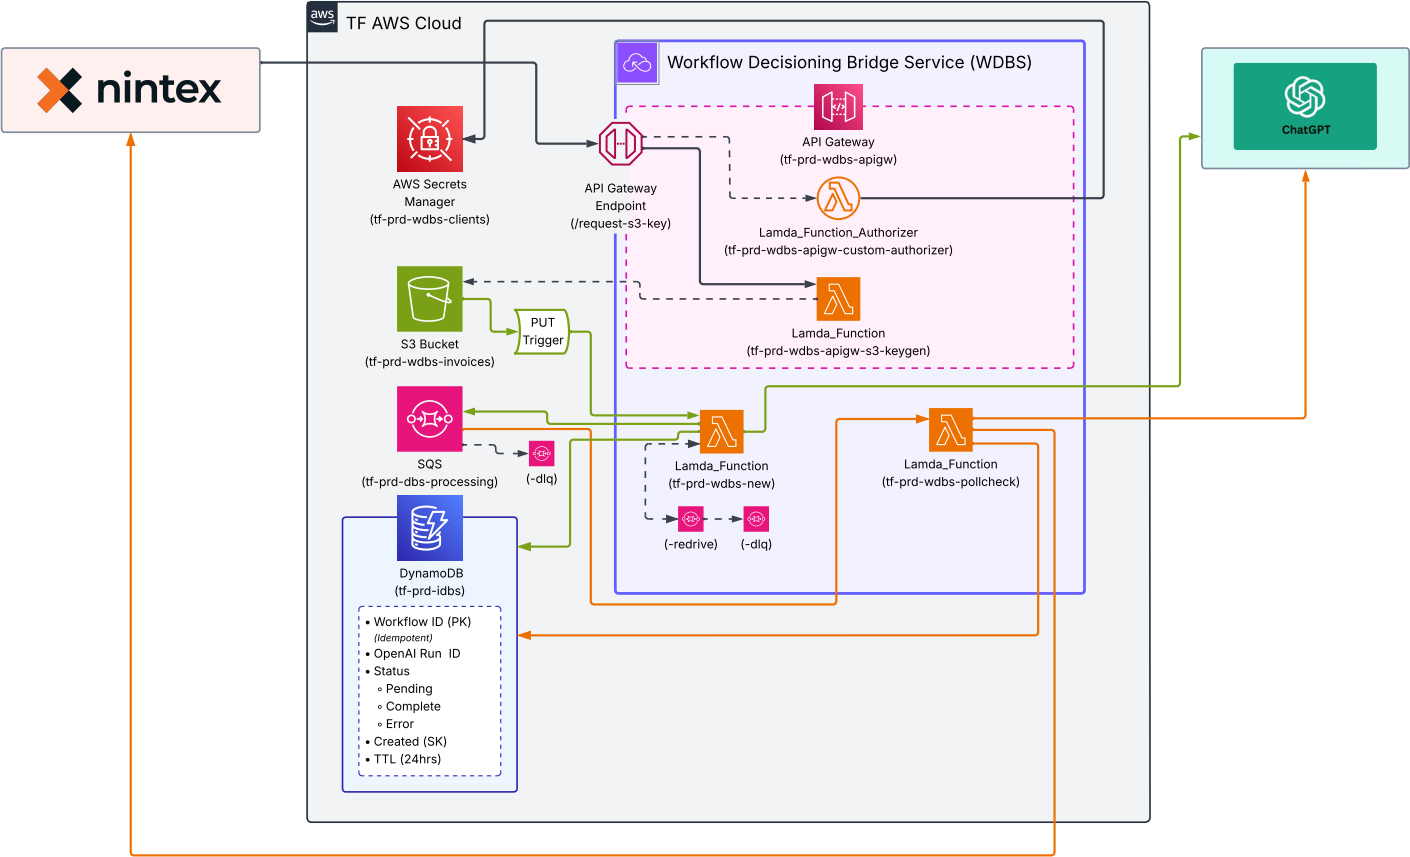 aws
TF AWS Cloud
nintex
Workflow Decisioning Bridge Service (WDBS)
ChatGPT
API Gateway
(tf-prd-wdbs-apigw)
AWS Secrets
Manager
(tf-prd-wdbs-clients)
API Gateway
Endpoint
(/request-s3-key)
Lamda_Function_Authorizer
(tf-prd-wdbs-apigw-custom-authorizer)
S3 Bucket
(tf-prd-wdbs-invoices)
PUT
Trigger
Lamda_Function
(tf-prd-wdbs-apigw-s3-keygen)
SQS
(tf-prd-dbs-processing)
(-dlq)
Lamda_Function
(tf-prd-wdbs-new)
Lamda_Function
(tf-prd-wdbs-pollcheck)
(-redrive)
(-dlq)
DynamoDB
(tf-prd-idbs)
• Workflow ID (PK)
(Idempotent)
• OpenAI Run ID
• Status
◦ Pending
◦ Complete
◦ Error
• Created (SK)
• TTL (24hrs)